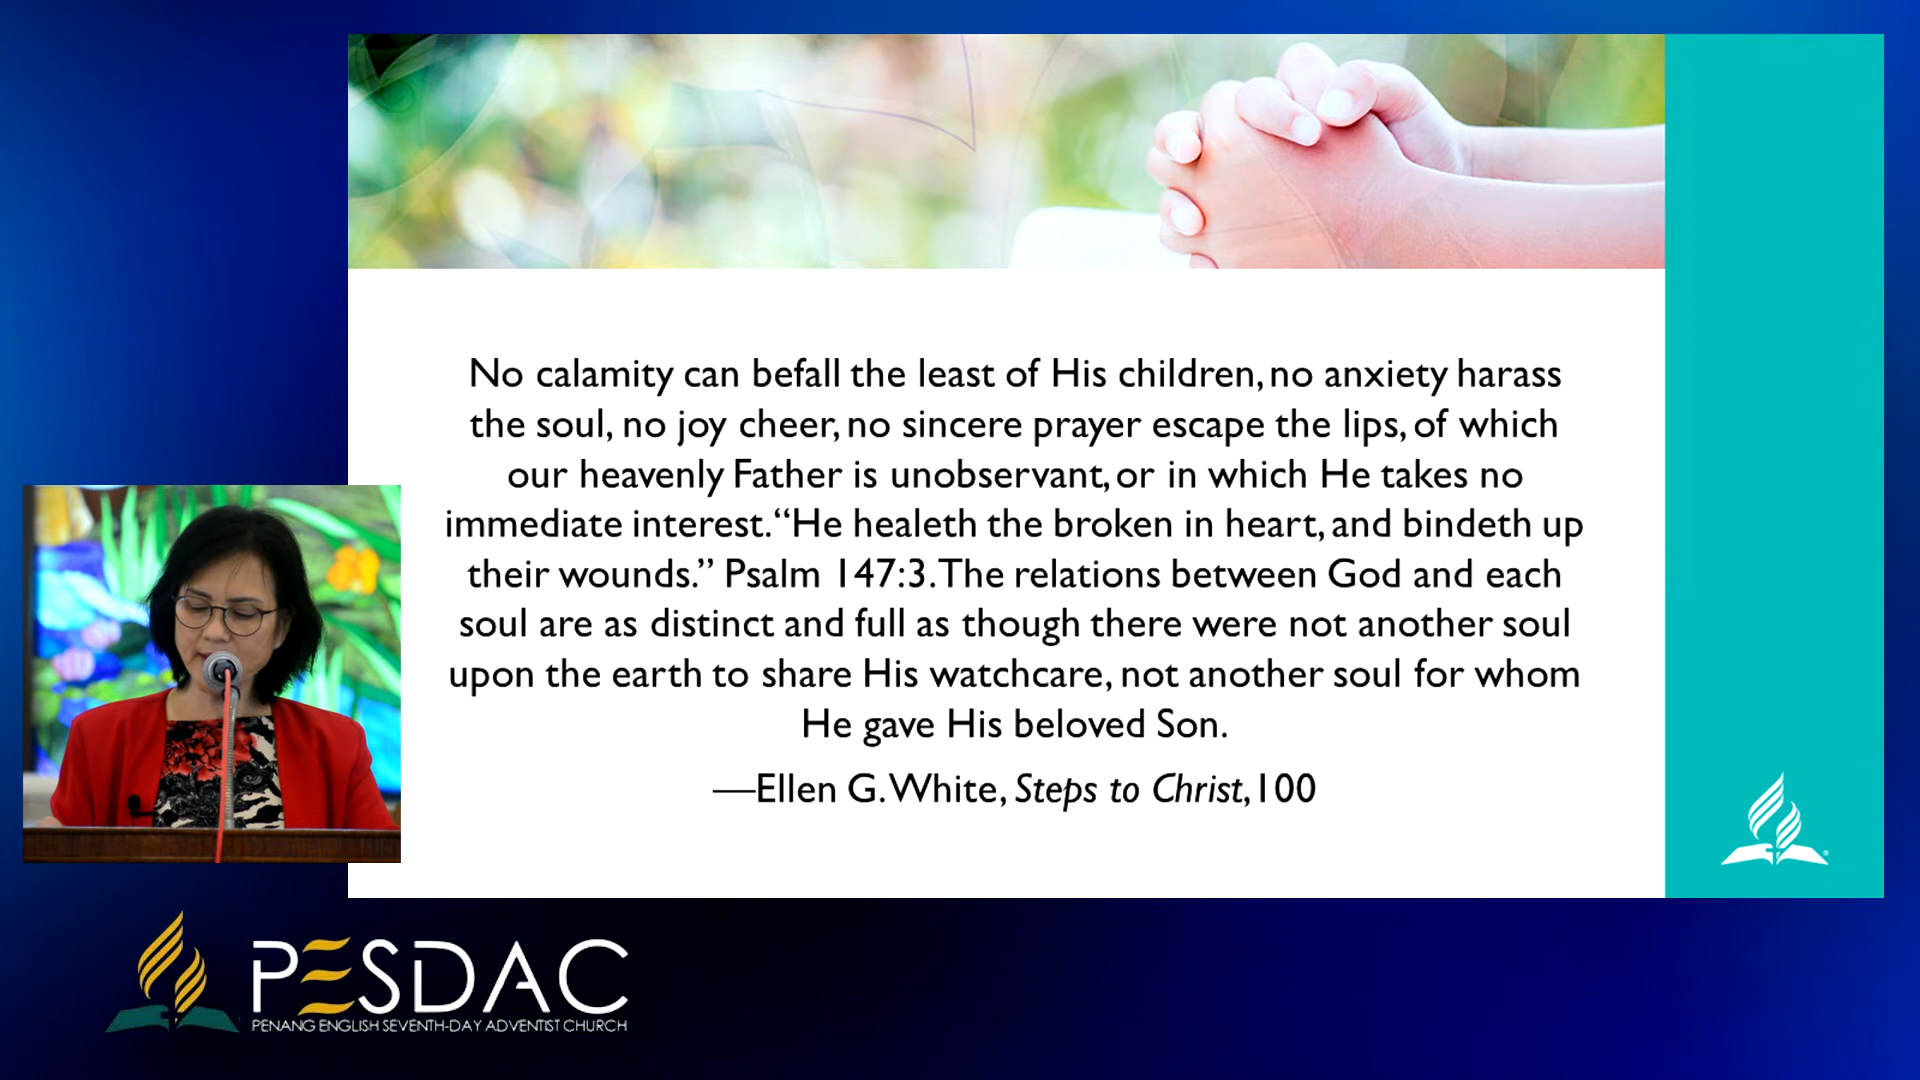 No calamity can befall the least of His children, no anxiety harass
the soul, no joy cheer, no sincere prayer escape the lips, of which
our heavenly Father is unobservant, or in which He takes no
immediate interest. “He healeth the broken in heart, and bindeth up
their wounds.” Psalm 147:3. The relations between God and each
soul are as distinct and full as though there were not another soul
upon the earth to share His watchcare, not another soul for whom
He gave His beloved Son.
—Ellen G. White, Steps to Christ, 100
PESDAC
PENANG ENGLISH SEVENTH-DAY ADVENTIST CHURCH